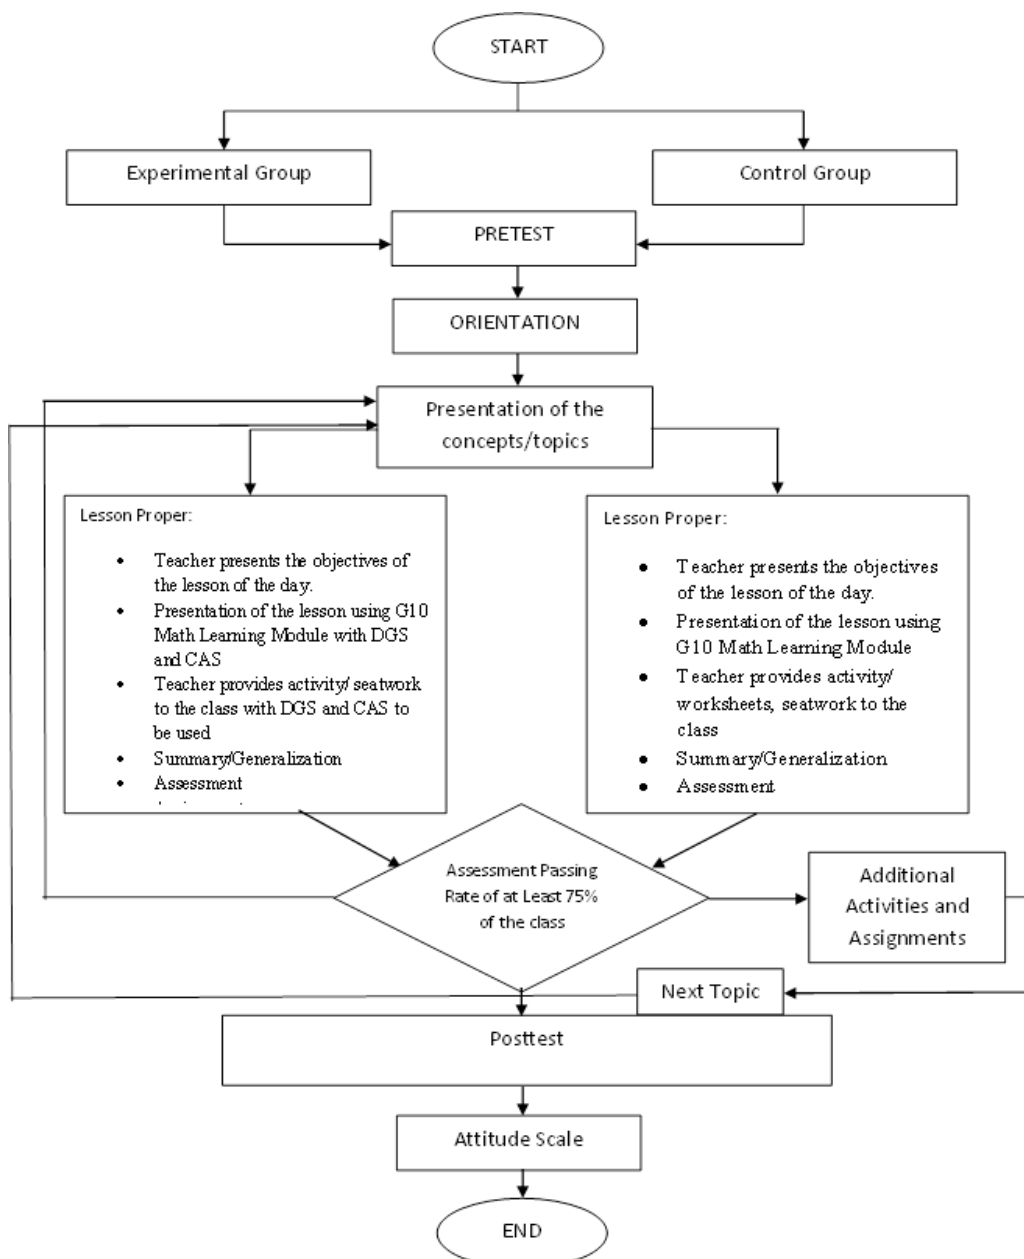 START
Experimental Group
Control Group
PRETEST
ORIENTATION
Presentation of the
concepts/topics
Lesson Proper:
• Teacher presents the objectives of
the lesson of the day.
• Presentation of the lesson using G10
Math Learning Module with DGS
and CAS
• Teacher provides activity/ seatwork
to the class with DGS and CAS to
be used
• Summary/Generalization
• Assessment
Lesson Proper:
• Teacher presents the objectives
of the lesson of the day.
• Presentation of the lesson using
G10 Math Learning Module
• Teacher provides activity/
worksheets, seatwork to the
class
• Summary/Generalization
• Assessment
Assessment Passing
Rate of at Least 75%
of the class
Additional
Activities and
Assignments
Next Topic
Posttest
Attitude Scale
END